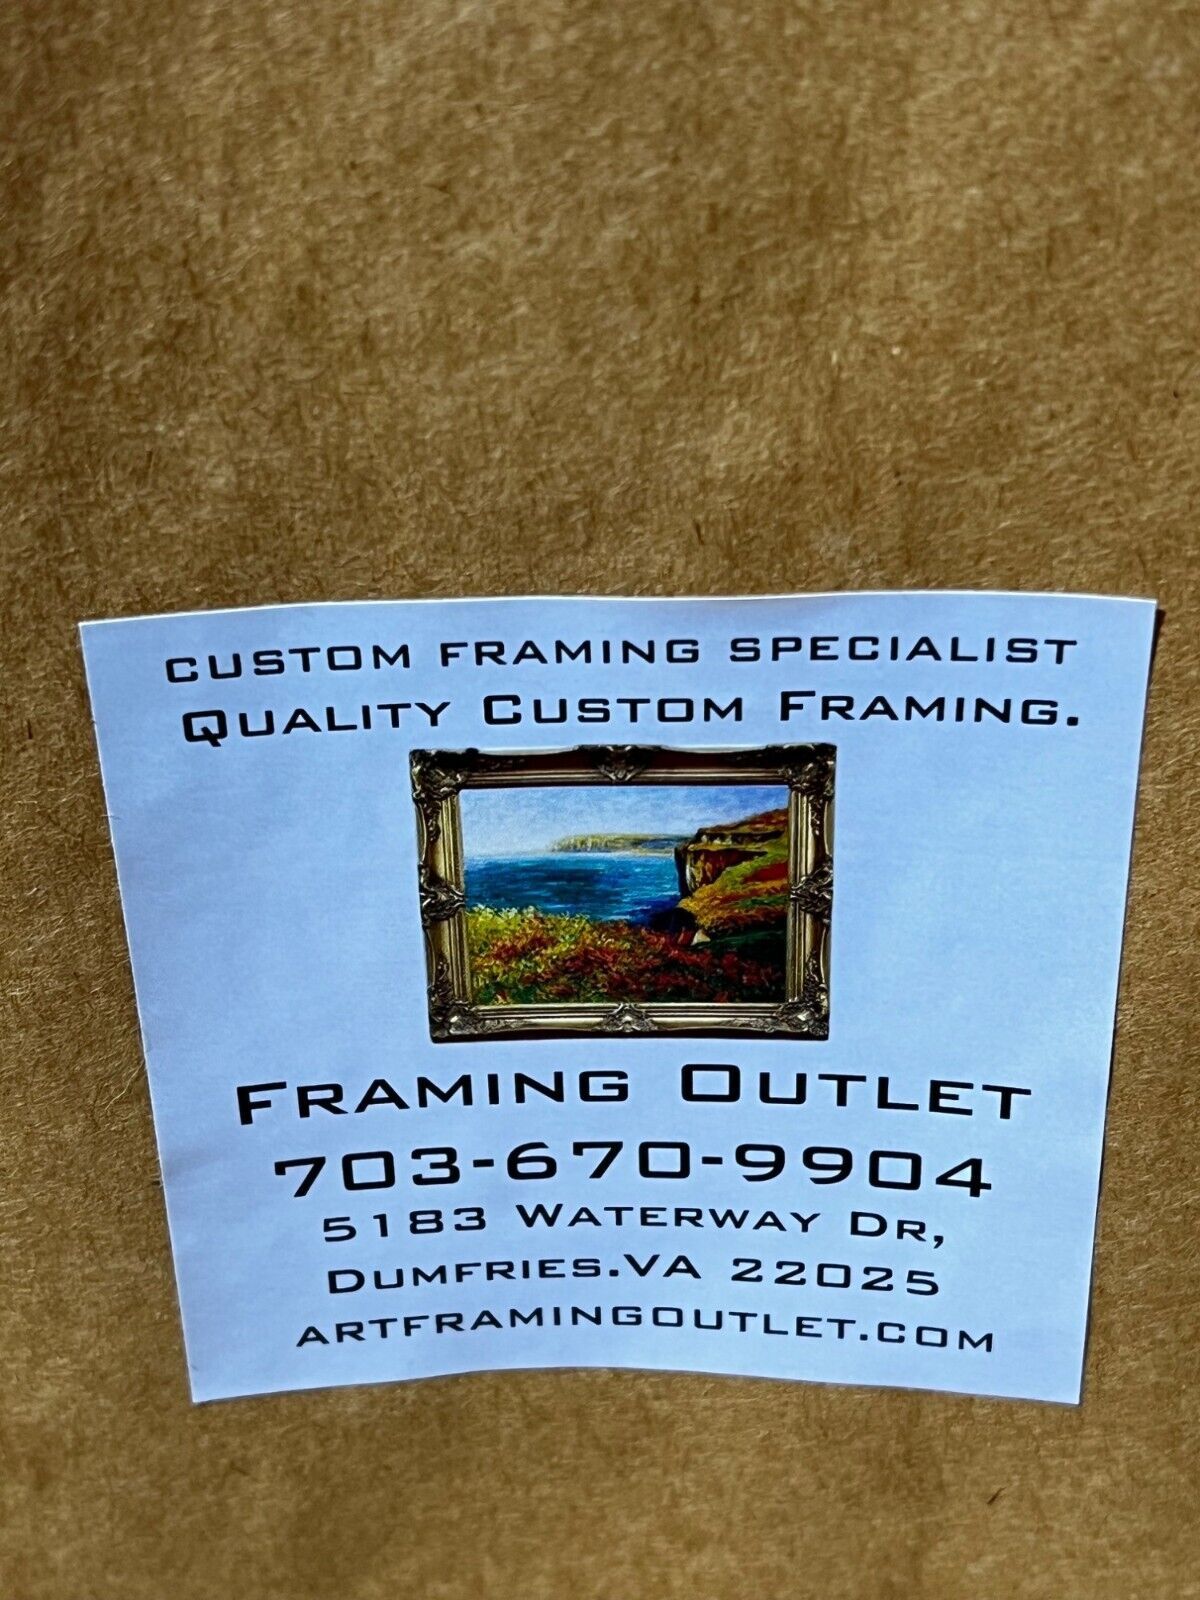 CUSTOM FRAMING SPECIALIST
QUALITY CUSTOM FRAMING.
FRAMING OUTLET
703-670-9904
5183 WATERWAY DR,
DUMFRIES.VA 22025
ARTFRAMINGOUTLET.COM